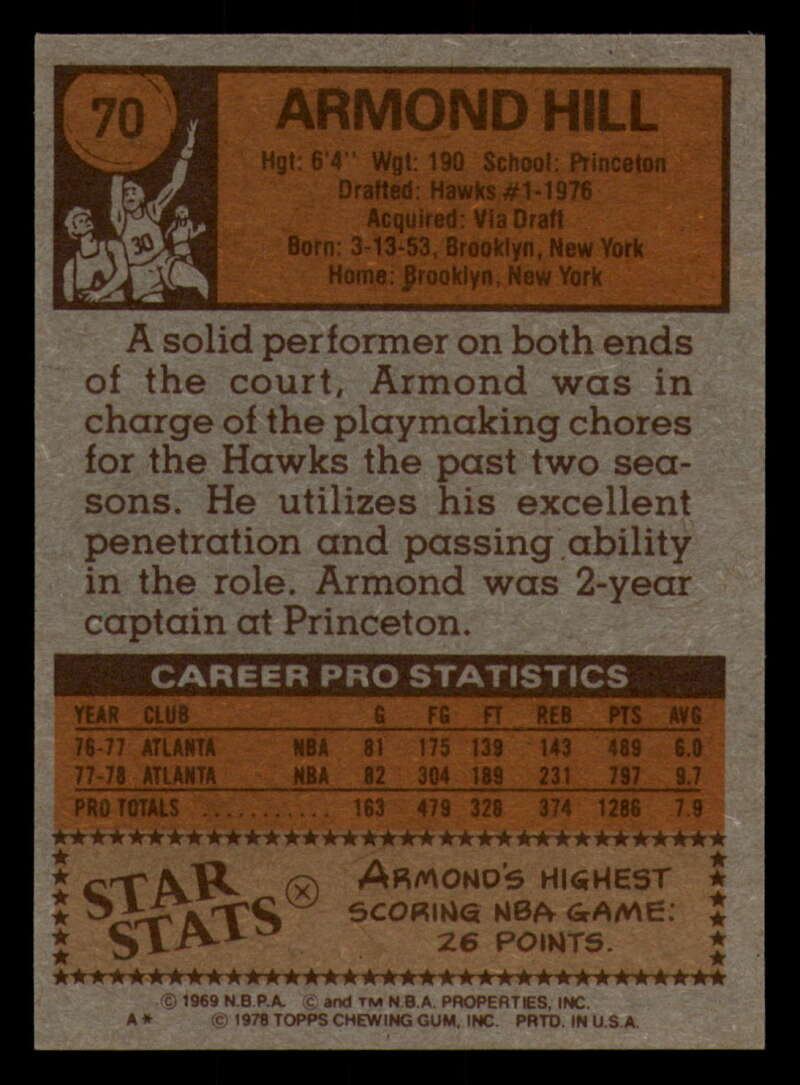 70
30
ARMOND HILL
Hgt: 6'4" Wgt: 190 School: Princeton
Drafted: Hawks #1-1976
Acquired: Via Draft
Born: 3-13-53, Brooklyn, New York
Home: Brooklyn, New York
A solid performer on both ends
of the court, Armond was in
charge of the playmaking chores
for the Hawks the past two sea-
sons. He utilizes his excellent
penetration and passing ability
in the role. Armond was 2-year
captain at Princeton.
CAREER PRO STATISTICS
YEAR CLUB G FG FT REB PTS AVG
76-77 ATLANTA NBA 81 175 139 143 489 6.0
77-78 ATLANTA NBA 82 304 189 231 797 9.7
PRO TOTALS ........... 163 479 328 374 1286 7.9
STAR
STATS
ARMOND'S HIGHEST
SCORING NBA GAME:
26 POINTS.
© 1969 N.B.P.A. © and TM N.B.A. PROPERTIES, INC.
A* © 1978 TOPPS CHEWING GUM, INC. PRTD. IN U.S.A.